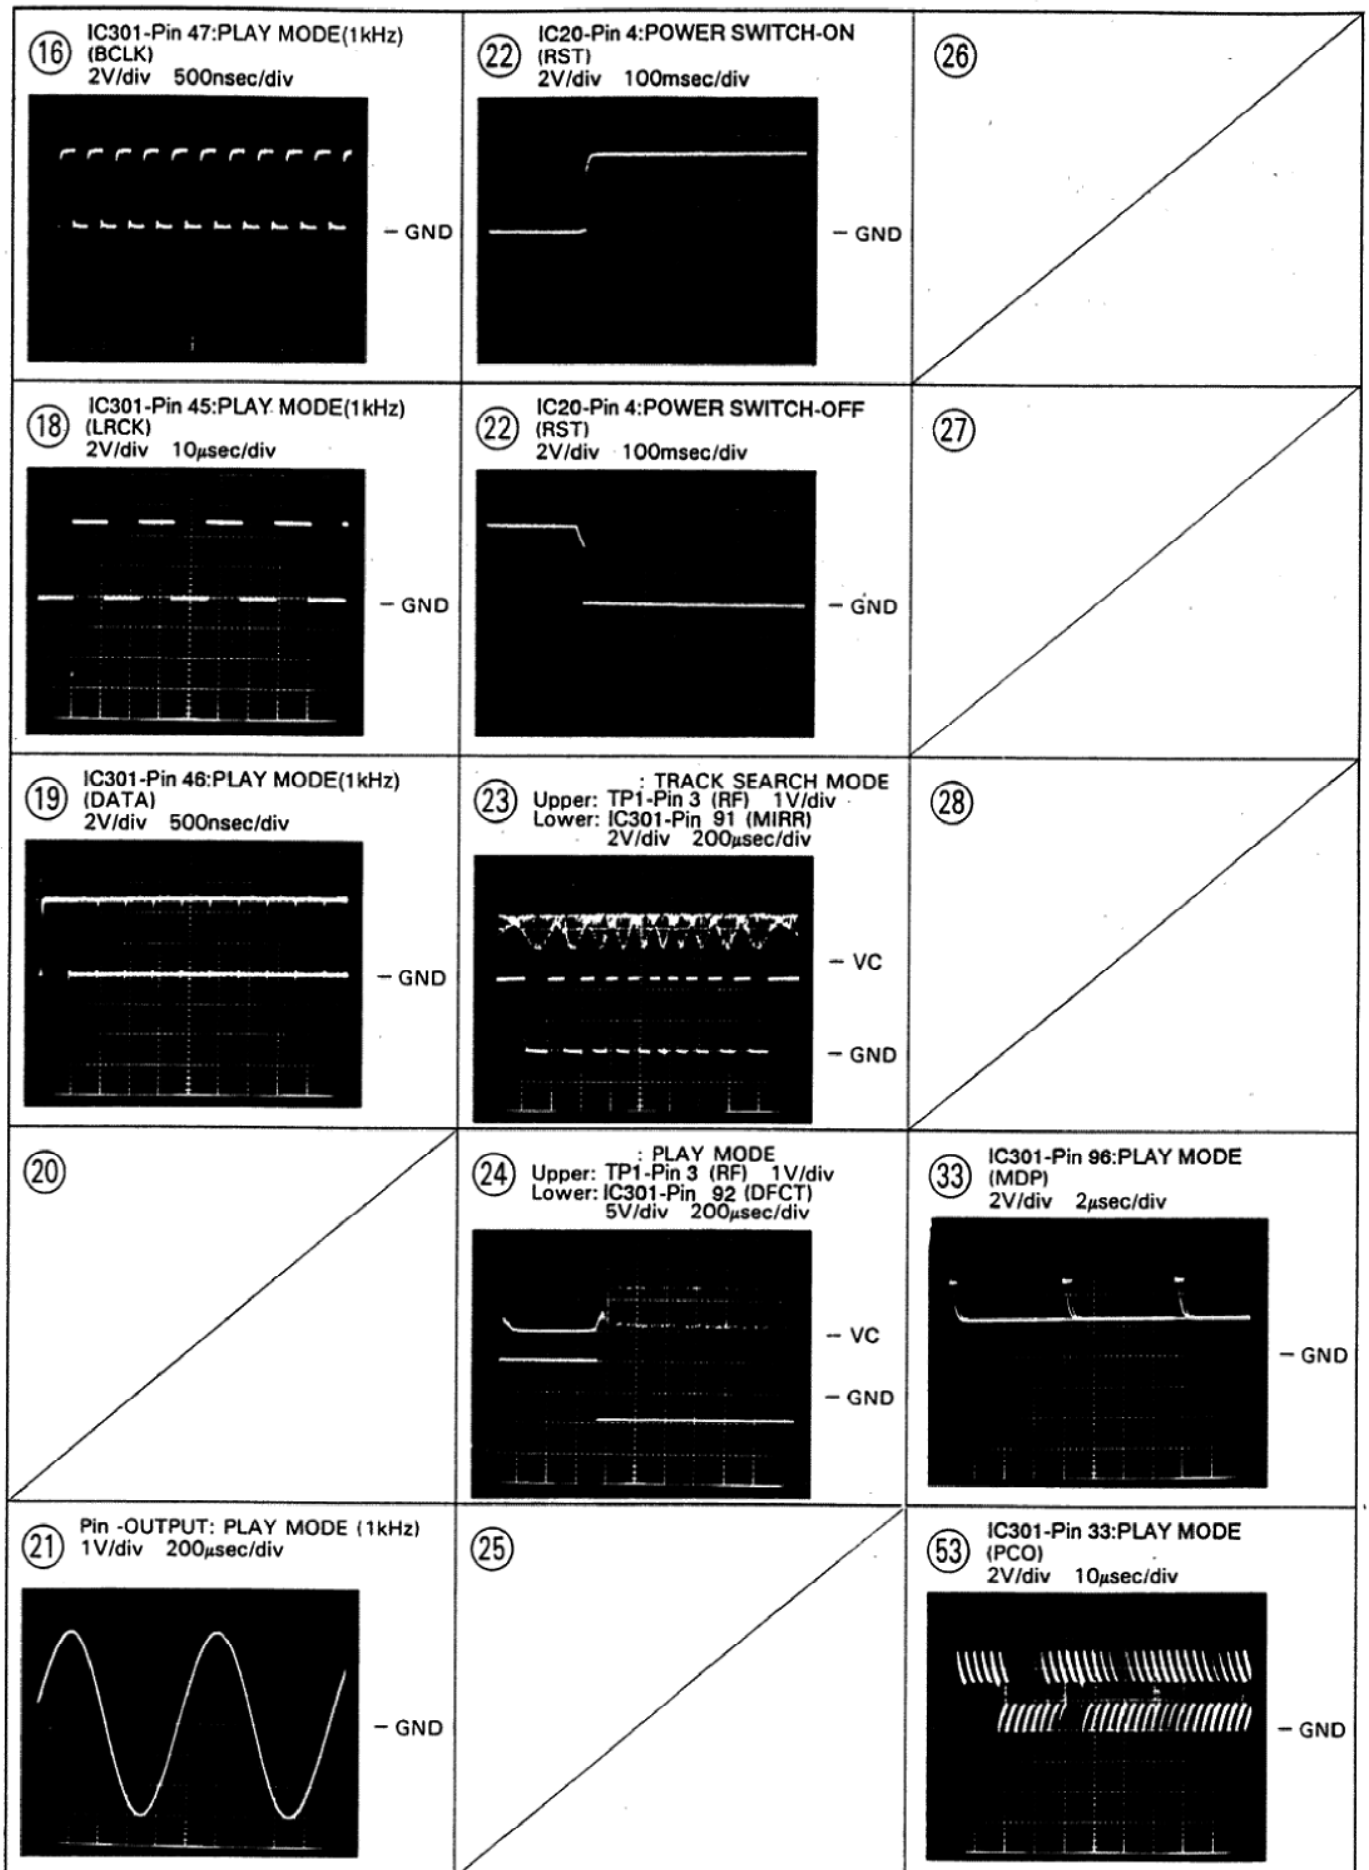 16
IC301-Pin 47:PLAY MODE(1kHz)
(BCLK)
2V/div 500nsec/div
– GND
22
IC20-Pin 4:POWER SWITCH-ON
(RST)
2V/div 100msec/div
– GND
26
18
IC301-Pin 45:PLAY MODE(1kHz)
(LRCK)
2V/div 10μsec/div
– GND
22
IC20-Pin 4:POWER SWITCH-OFF
(RST)
2V/div 100msec/div
– GND
27
19
IC301-Pin 46:PLAY MODE(1kHz)
(DATA)
2V/div 500nsec/div
– GND
23
: TRACK SEARCH MODE
Upper: TP1-Pin 3 (RF) 1V/div
Lower: IC301-Pin 91 (MIRR)
2V/div 200μsec/div
– VC
– GND
28
20
24
: PLAY MODE
Upper: TP1-Pin 3 (RF) 1V/div
Lower: IC301-Pin 92 (DFCT)
5V/div 200μsec/div
– VC
– GND
33
IC301-Pin 96:PLAY MODE
(MDP)
2V/div 2μsec/div
– GND
21
Pin -OUTPUT: PLAY MODE (1kHz)
1V/div 200μsec/div
– GND
25
53
IC301-Pin 33:PLAY MODE
(PCO)
2V/div 10μsec/div
– GND